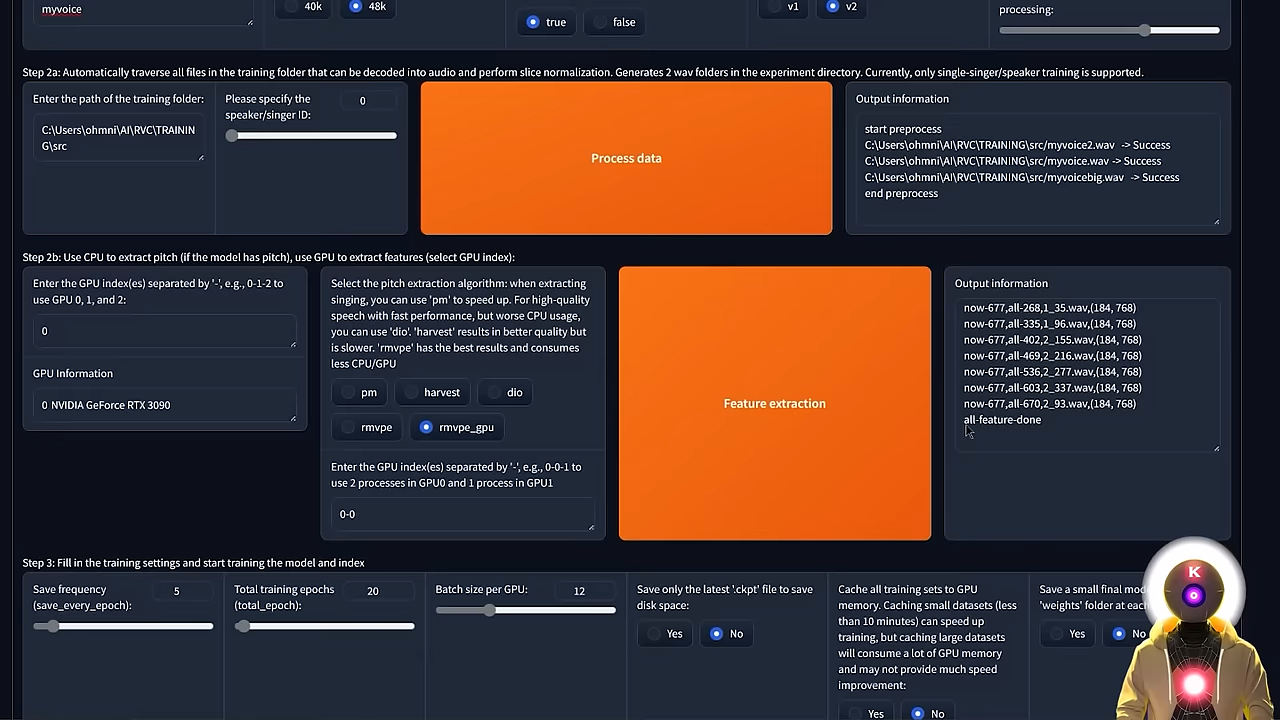 myvoice
40k
48k
true
false
v1
v2
processing:
Step 2a: Automatically traverse all files in the training folder that can be decoded into audio and perform slice normalization. Generates 2 wav folders in the experiment directory. Currently, only single-singer/speaker training is supported.
Enter the path of the training folder:
C:\Users\ohmni\AI\RVC\TRAININ
G\src
Please specify the
speaker/singer ID:
0
Process data
Output information
start preprocess
C:\Users\ohmni\AI\RVC\TRAINING\src/myvoice2.wav -> Success
C:\Users\ohmni\AI\RVC\TRAINING\src/myvoice.wav -> Success
C:\Users\ohmni\AI\RVC\TRAINING\src/myvoicebig.wav -> Success
end preprocess
Step 2b: Use CPU to extract pitch (if the model has pitch), use GPU to extract features (select GPU index):
Enter the GPU index(es) separated by '-', e.g., 0-1-2 to
use GPU 0, 1, and 2:
0
GPU Information
0 NVIDIA GeForce RTX 3090
Select the pitch extraction algorithm: when extracting
singing, you can use 'pm' to speed up. For high-quality
speech with fast performance, but worse CPU usage,
you can use 'dio'. 'harvest' results in better quality but
is slower. 'rmvpe' has the best results and consumes
less CPU/GPU
pm
harvest
dio
rmvpe
rmvpe_gpu
Enter the GPU index(es) separated by '-', e.g., 0-0-1 to
use 2 processes in GPU0 and 1 process in GPU1
0-0
Feature extraction
Output information
now-677,all-268,1_35.wav,(184, 768)
now-677,all-335,1_96.wav,(184, 768)
now-677,all-402,2_155.wav,(184, 768)
now-677,all-469,2_216.wav,(184, 768)
now-677,all-536,2_277.wav,(184, 768)
now-677,all-603,2_337.wav,(184, 768)
now-677,all-670,2_93.wav,(184, 768)
all-feature-done
Step 3: Fill in the training settings and start training the model and index
Save frequency
(save_every_epoch):
5
Total training epochs
(total_epoch):
20
Batch size per GPU:
12
Save only the latest '.ckpt' file to save
disk space:
Yes
No
Cache all training sets to GPU
memory. Caching small datasets (less
than 10 minutes) can speed up
training, but caching large datasets
will consume a lot of GPU memory
and may not provide much speed
improvement:
Yes
No
Save a small final mod
'weights' folder at each
Yes
No
K